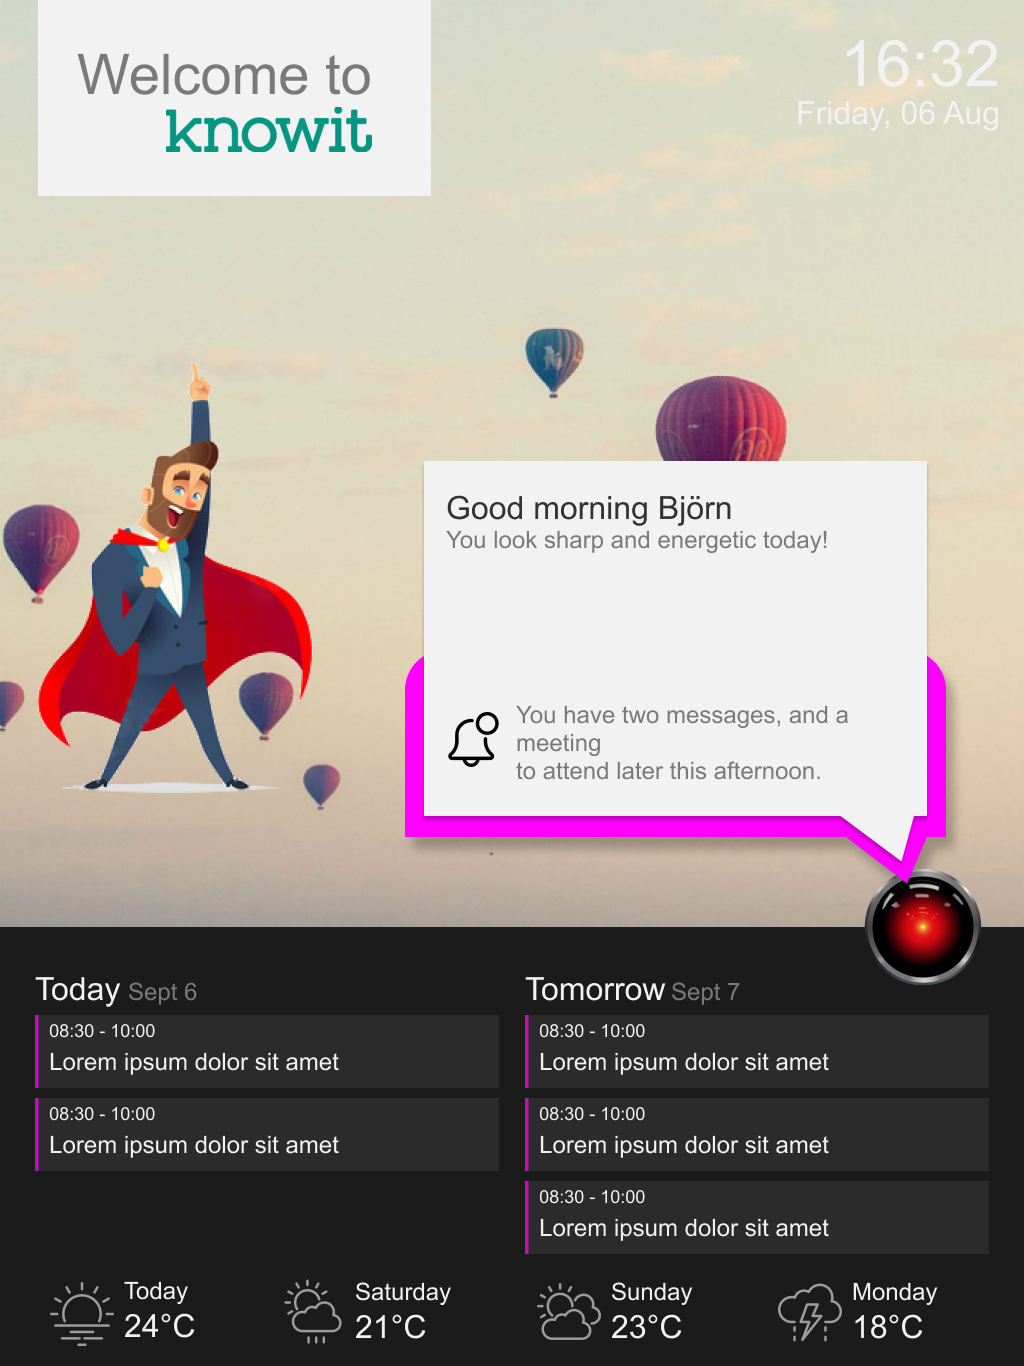 Welcome to
knowit
16:32
Friday, 06 Aug
Good morning Björn
You look sharp and energetic today!
You have two messages, and a
meeting
to attend later this afternoon.
Today Sept 6
08:30 - 10:00
Lorem ipsum dolor sit amet
08:30 - 10:00
Lorem ipsum dolor sit amet
Tomorrow Sept 7
08:30 - 10:00
Lorem ipsum dolor sit amet
08:30 - 10:00
Lorem ipsum dolor sit amet
08:30 - 10:00
Lorem ipsum dolor sit amet
Today
24°C
Saturday
21°C
Sunday
23°C
Monday
18°C